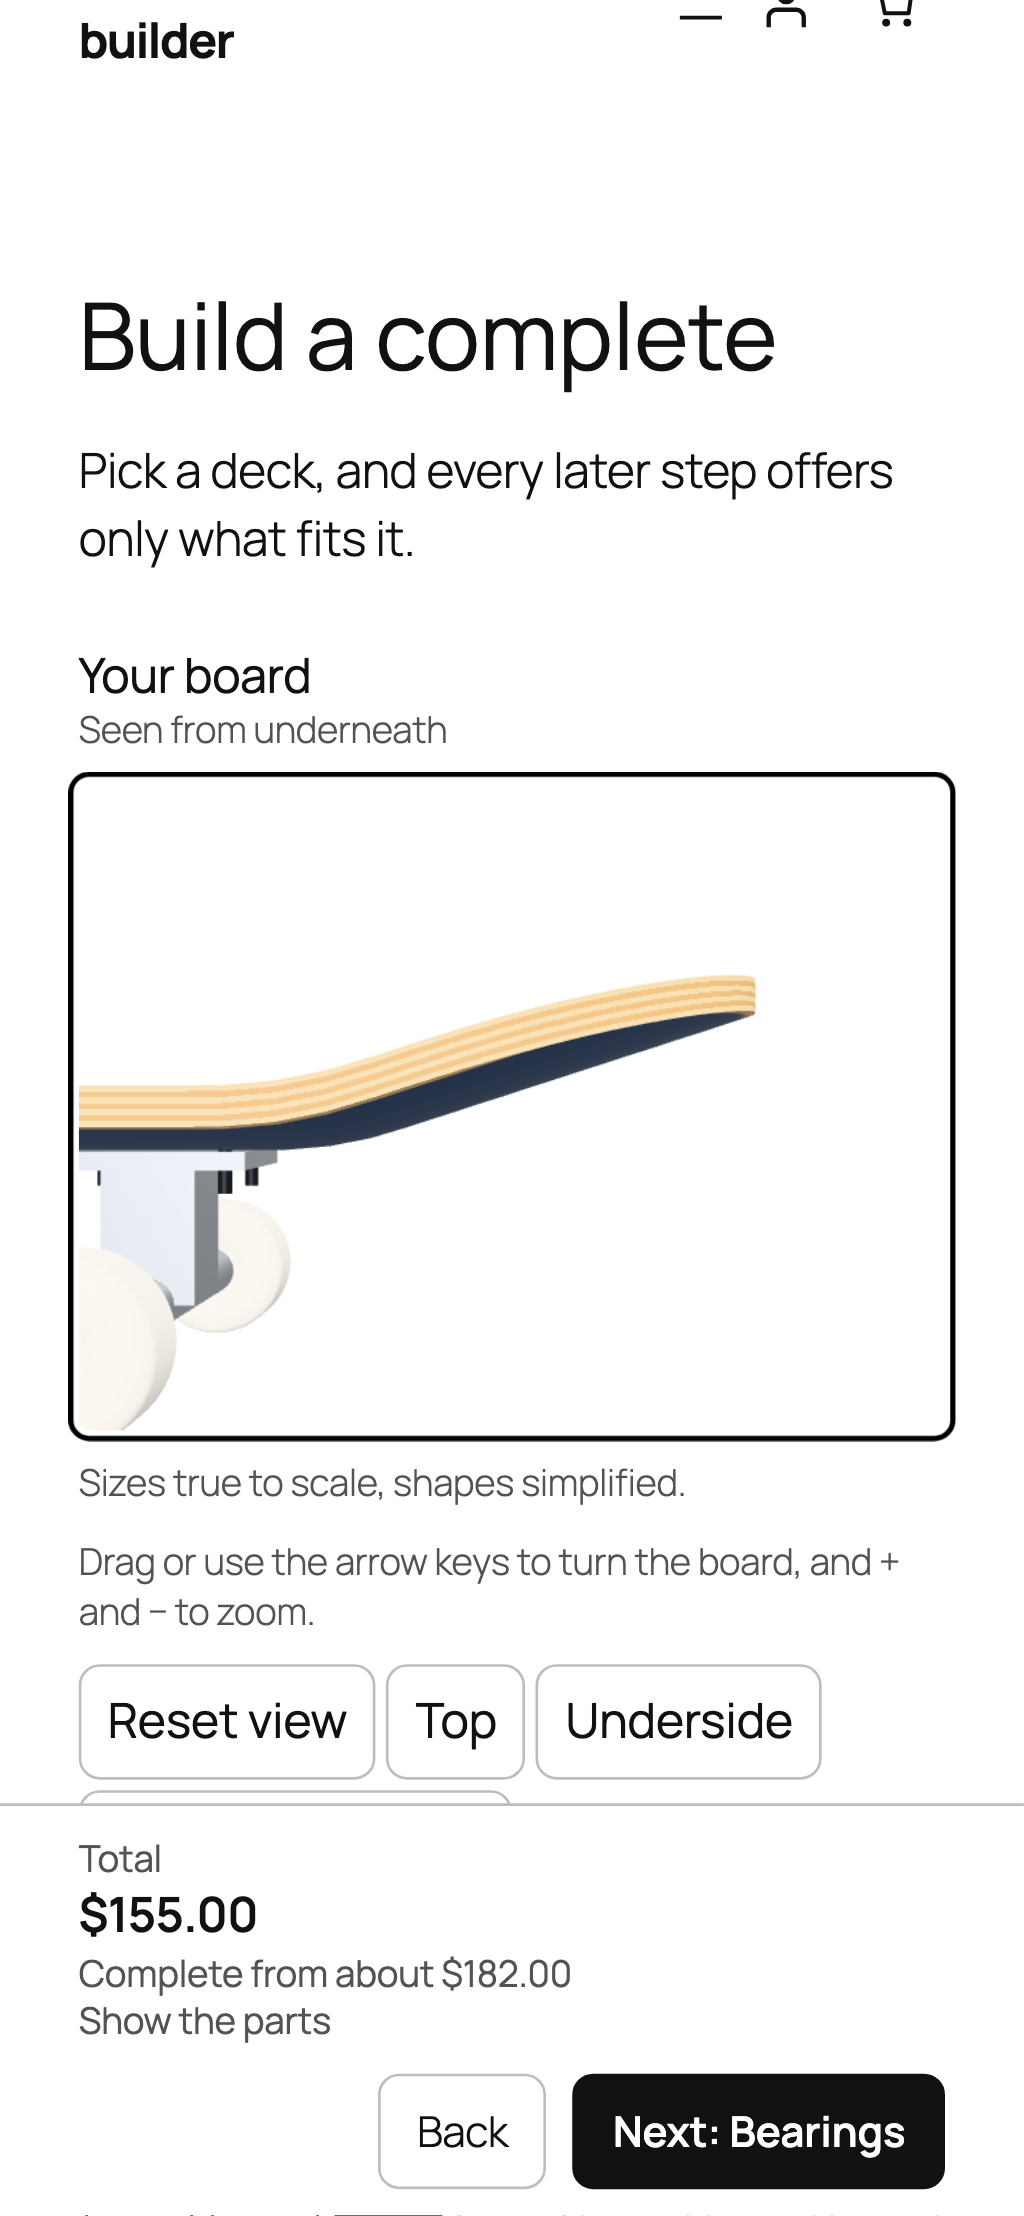 builder
Build a complete
Pick a deck, and every later step offers
only what fits it.
Your board
Seen from underneath
Sizes true to scale, shapes simplified.
Drag or use the arrow keys to turn the board, and +
and − to zoom.
Reset view
Top
Underside
Total
$155.00
Complete from about $182.00
Show the parts
Back
Next: Bearings